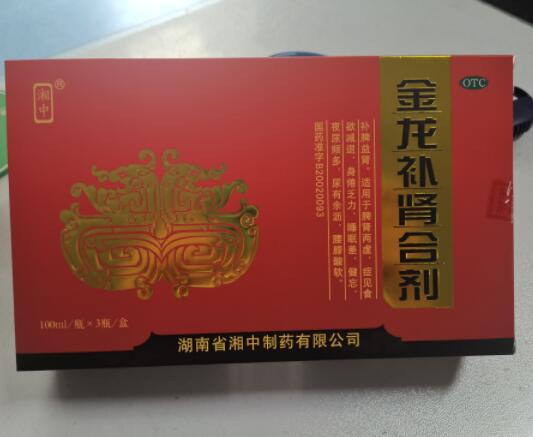 湘中®
OTC
金龙补肾合剂
补脾益肾。适用于脾肾两虚，症见食
欲减退、身倦乏力、睡眠差、健忘、
夜尿频多、尿有余沥、腰膝酸软。
国药准字B20020093
100ml/瓶×3瓶/盒
湖南省湘中制药有限公司